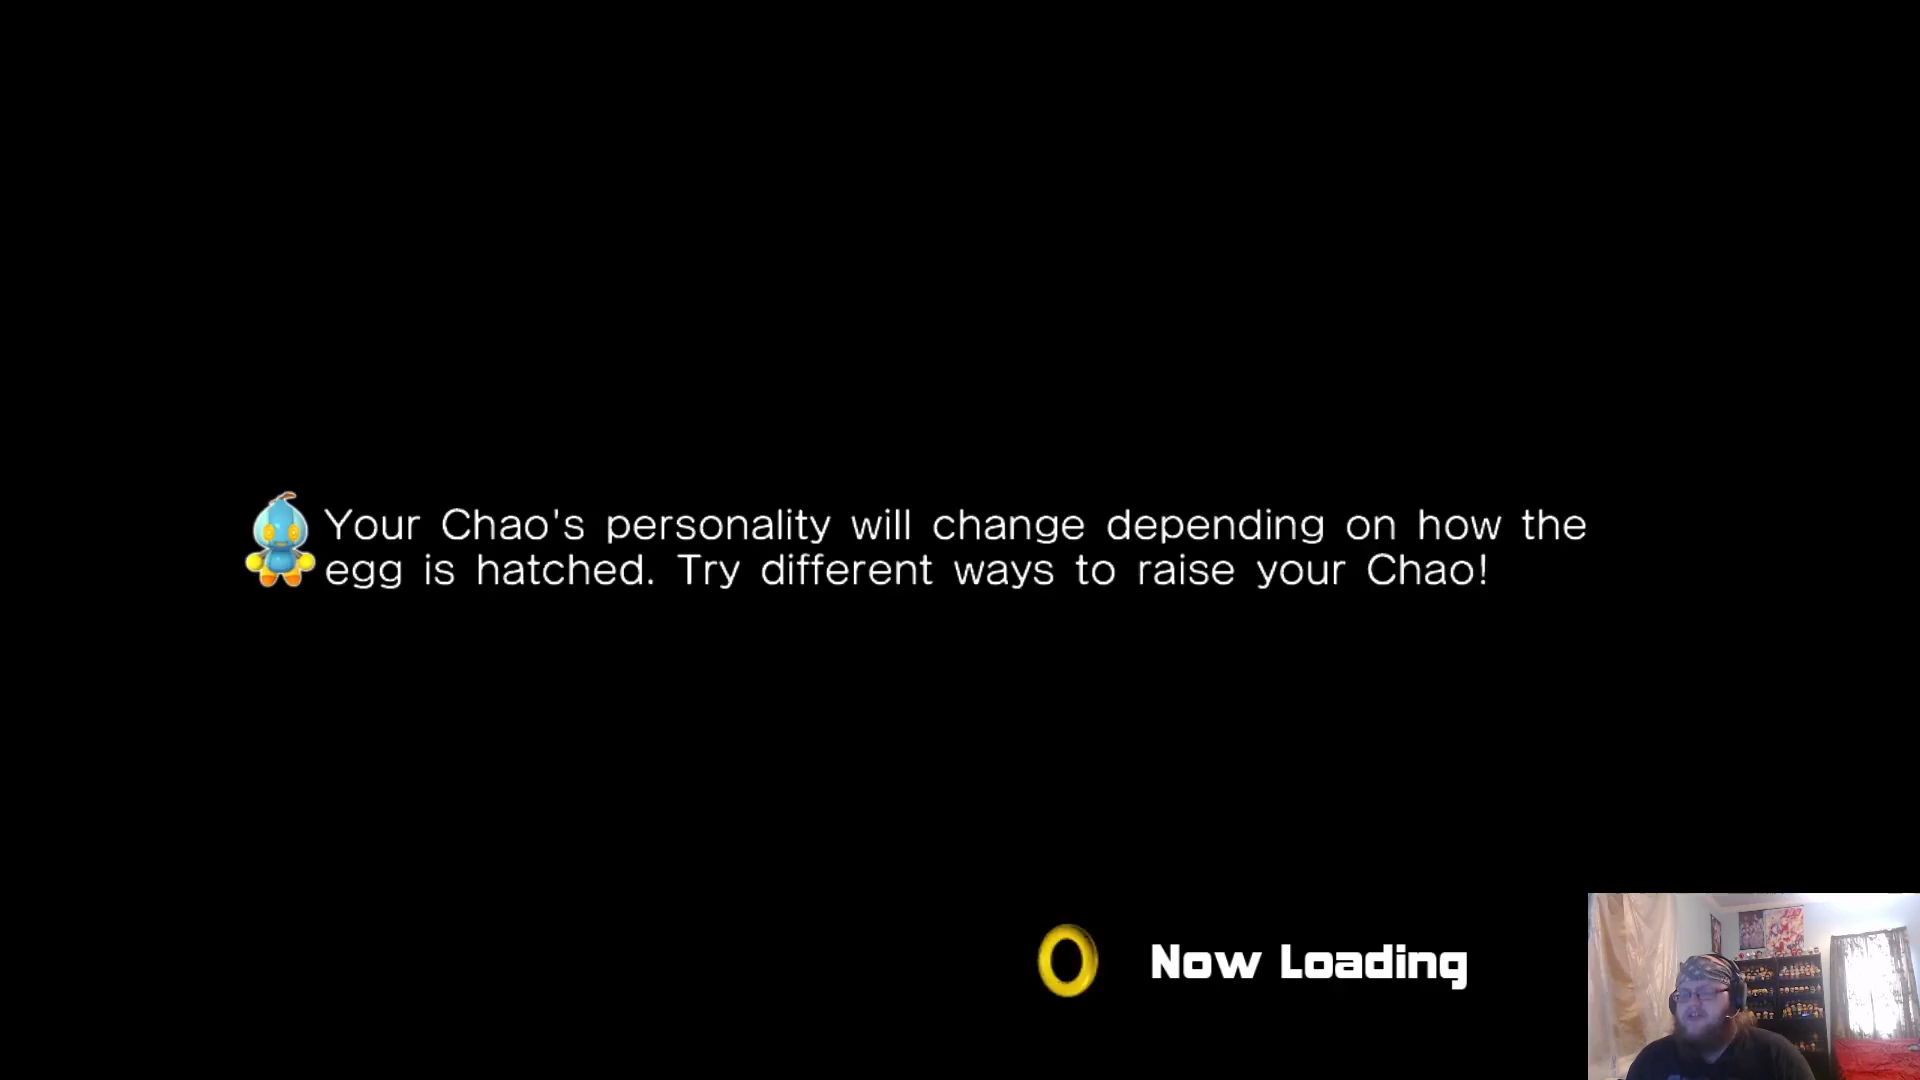 Your Chao's personality will change depending on how the
egg is hatched. Try different ways to raise your Chao!
Now Loading